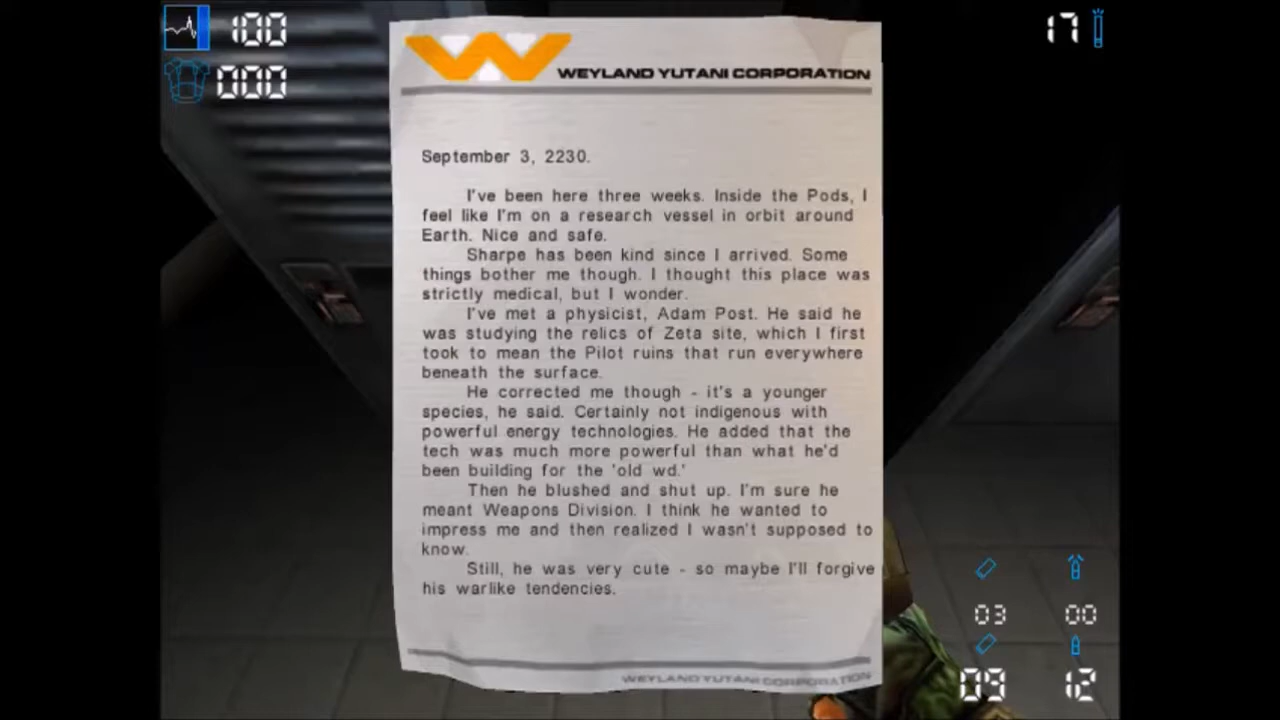 100
000
17
WEYLAND YUTANI CORPORATION
September 3, 2230.
I've been here three weeks. Inside the Pods, I
feel like I'm on a research vessel in orbit around
Earth. Nice and safe.
Sharpe has been kind since I arrived. Some
things bother me though. I thought this place was
strictly medical, but I wonder.
I've met a physicist, Adam Post. He said he
was studying the relics of Zeta site, which I first
took to mean the Pilot ruins that run everywhere
beneath the surface.
He corrected me though - it's a younger
species, he said. Certainly not indigenous with
powerful energy technologies. He added that the
tech was much more powerful than what he'd
been building for the 'old wd.'
Then he blushed and shut up. I'm sure he
meant Weapons Division. I think he wanted to
impress me and then realized I wasn't supposed to
know.
Still, he was very cute - so maybe I'll forgive
his warlike tendencies.
WEYLAND YUTANI CORPORATION
03 00
09 12